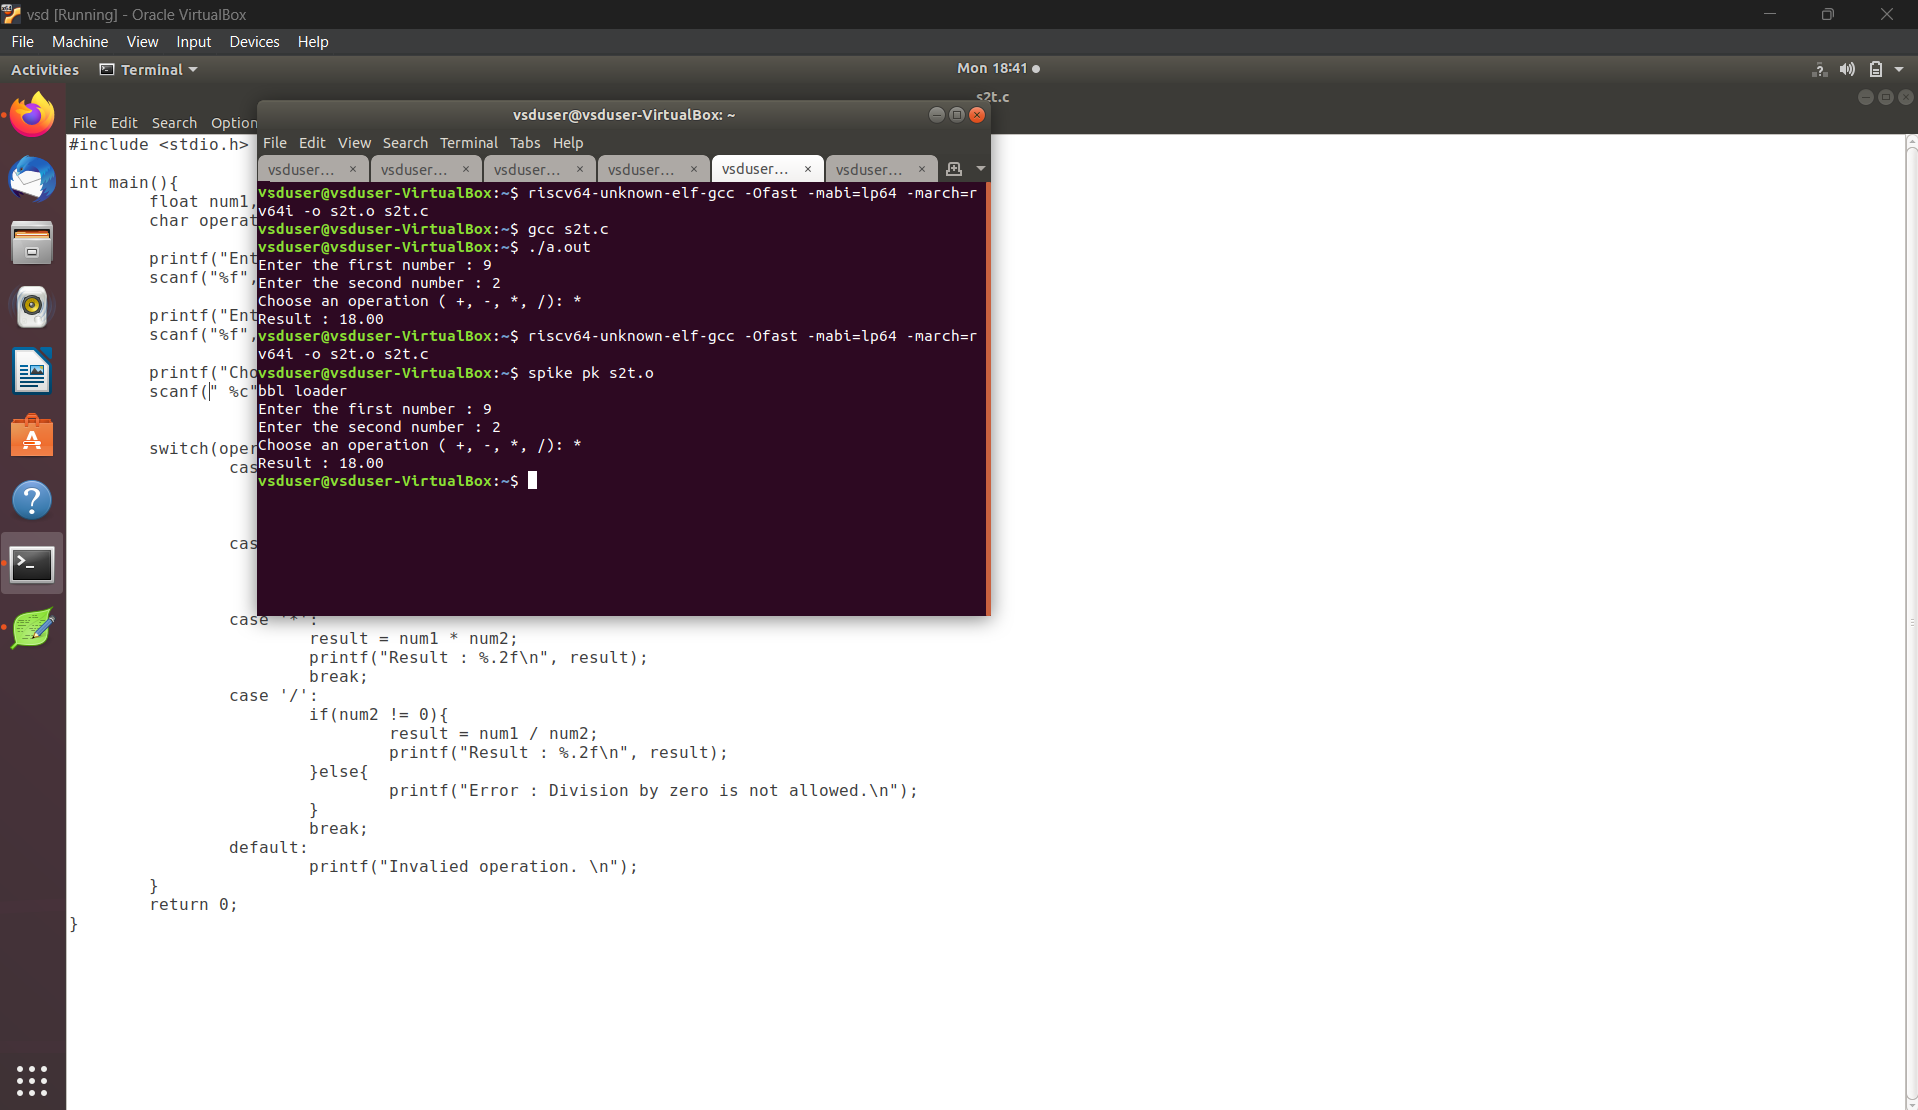 vsd [Running] - Oracle VirtualBox
File Machine View Input Devices Help
Activities Terminal Mon 18:41
s2t.c
File Edit Search Option
vsduser@vsduser-VirtualBox: ~
File Edit View Search Terminal Tabs Help
vsduser... × vsduser... × vsduser... × vsduser... × vsduser... × vsduser... ×
vsduser@vsduser-VirtualBox:~$ riscv64-unknown-elf-gcc -Ofast -mabi=lp64 -march=r
v64i -o s2t.o s2t.c
vsduser@vsduser-VirtualBox:~$ gcc s2t.c
vsduser@vsduser-VirtualBox:~$ ./a.out
Enter the first number : 9
Enter the second number : 2
Choose an operation ( +, -, *, /): *
Result : 18.00
vsduser@vsduser-VirtualBox:~$ riscv64-unknown-elf-gcc -Ofast -mabi=lp64 -march=r
v64i -o s2t.o s2t.c
vsduser@vsduser-VirtualBox:~$ spike pk s2t.o
bbl loader
Enter the first number : 9
Enter the second number : 2
Choose an operation ( +, -, *, /): *
Result : 18.00
vsduser@vsduser-VirtualBox:~$
#include <stdio.h>
int main(){
float num1,
char operat
printf("Ent
scanf("%f",
printf("Ent
scanf("%f",
printf("Cho
scanf(" %c"
switch(oper
cas
cas
case '*':
result = num1 * num2;
printf("Result : %.2f\n", result);
break;
case '/':
if(num2 != 0){
result = num1 / num2;
printf("Result : %.2f\n", result);
}else{
printf("Error : Division by zero is not allowed.\n");
}
break;
default:
printf("Invalied operation. \n");
}
return 0;
}